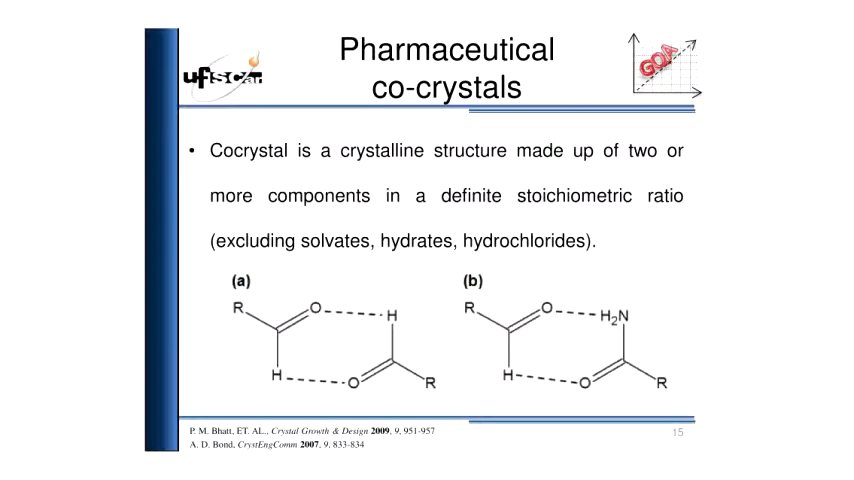 Pharmaceutical
co-crystals
ufscar
GQA
• Cocrystal is a crystalline structure made up of two or
more components in a definite stoichiometric ratio
(excluding solvates, hydrates, hydrochlorides).
(a)
(b)
R O H
R O H₂N
H O R
H O R
P. M. Bhatt, ET. AL., Crystal Growth & Design 2009, 9, 951-957
15
A. D. Bond, CrystEngComm 2007, 9, 833-834